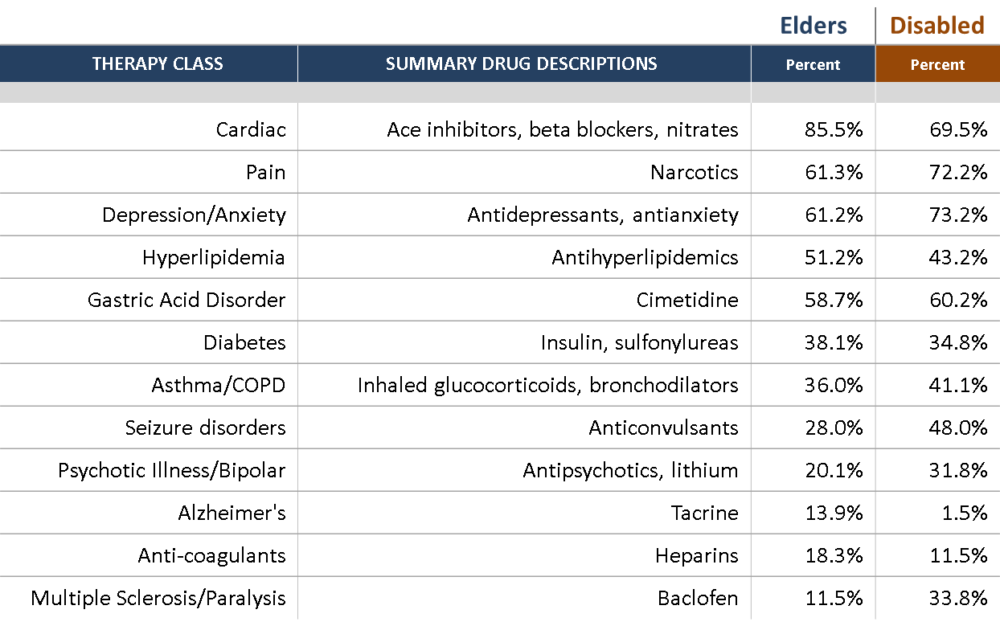 Elders Disabled
THERAPY CLASS SUMMARY DRUG DESCRIPTIONS Percent Percent
Cardiac Ace inhibitors, beta blockers, nitrates 85.5% 69.5%
Pain Narcotics 61.3% 72.2%
Depression/Anxiety Antidepressants, antianxiety 61.2% 73.2%
Hyperlipidemia Antihyperlipidemics 51.2% 43.2%
Gastric Acid Disorder Cimetidine 58.7% 60.2%
Diabetes Insulin, sulfonylureas 38.1% 34.8%
Asthma/COPD Inhaled glucocorticoids, bronchodilators 36.0% 41.1%
Seizure disorders Anticonvulsants 28.0% 48.0%
Psychotic Illness/Bipolar Antipsychotics, lithium 20.1% 31.8%
Alzheimer's Tacrine 13.9% 1.5%
Anti-coagulants Heparins 18.3% 11.5%
Multiple Sclerosis/Paralysis Baclofen 11.5% 33.8%